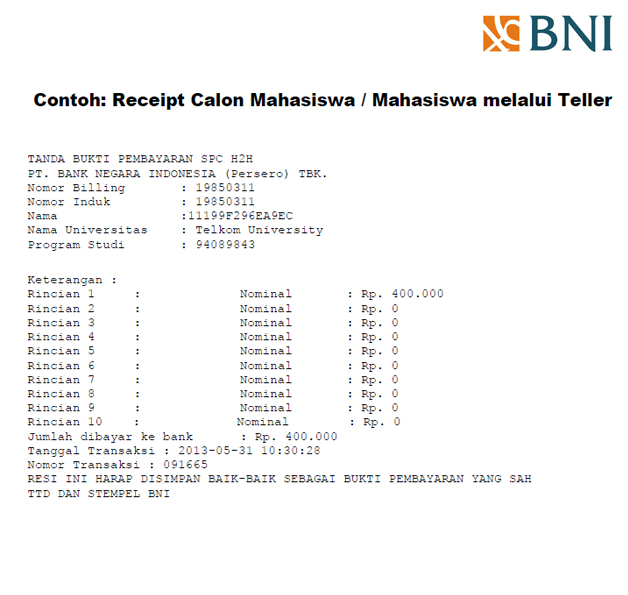 BNI
Contoh: Receipt Calon Mahasiswa / Mahasiswa melalui Teller
TANDA BUKTI PEMBAYARAN SPC H2H
PT. BANK NEGARA INDONESIA (Persero) TBK.
Nomor Billing : 19850311
Nomor Induk : 19850311
Nama :11199F296EA9EC
Nama Universitas : Telkom University
Program Studi : 94089843
Keterangan :
Rincian 1 : Nominal : Rp. 400.000
Rincian 2 : Nominal : Rp. 0
Rincian 3 : Nominal : Rp. 0
Rincian 4 : Nominal : Rp. 0
Rincian 5 : Nominal : Rp. 0
Rincian 6 : Nominal : Rp. 0
Rincian 7 : Nominal : Rp. 0
Rincian 8 : Nominal : Rp. 0
Rincian 9 : Nominal : Rp. 0
Rincian 10 : Nominal : Rp. 0
Jumlah dibayar ke bank : Rp. 400.000
Tanggal Transaksi : 2013-05-31 10:30:28
Nomor Transaksi : 091665
RESI INI HARAP DISIMPAN BAIK-BAIK SEBAGAI BUKTI PEMBAYARAN YANG SAH
TTD DAN STEMPEL BNI